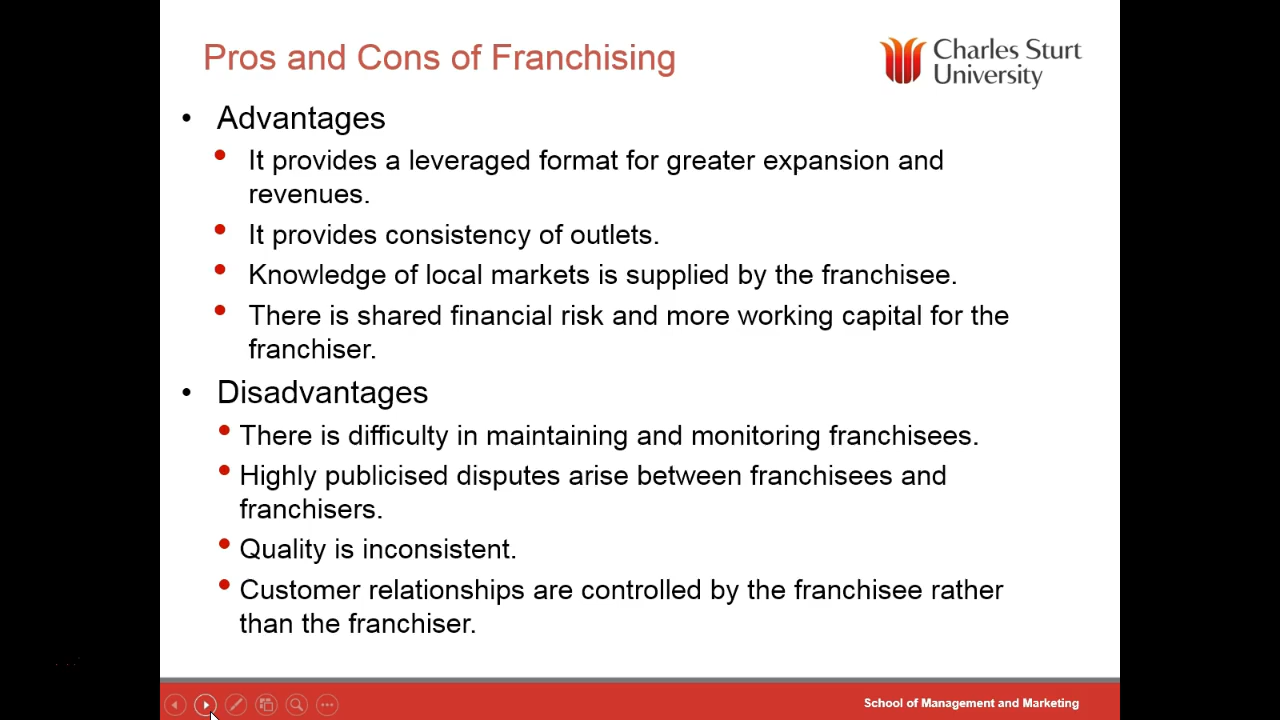 Pros and Cons of Franchising
Charles Sturt
University
• Advantages
• It provides a leveraged format for greater expansion and
revenues.
• It provides consistency of outlets.
• Knowledge of local markets is supplied by the franchisee.
• There is shared financial risk and more working capital for the
franchiser.
• Disadvantages
• There is difficulty in maintaining and monitoring franchisees.
• Highly publicised disputes arise between franchisees and
franchisers.
• Quality is inconsistent.
• Customer relationships are controlled by the franchisee rather
than the franchiser.
School of Management and Marketing